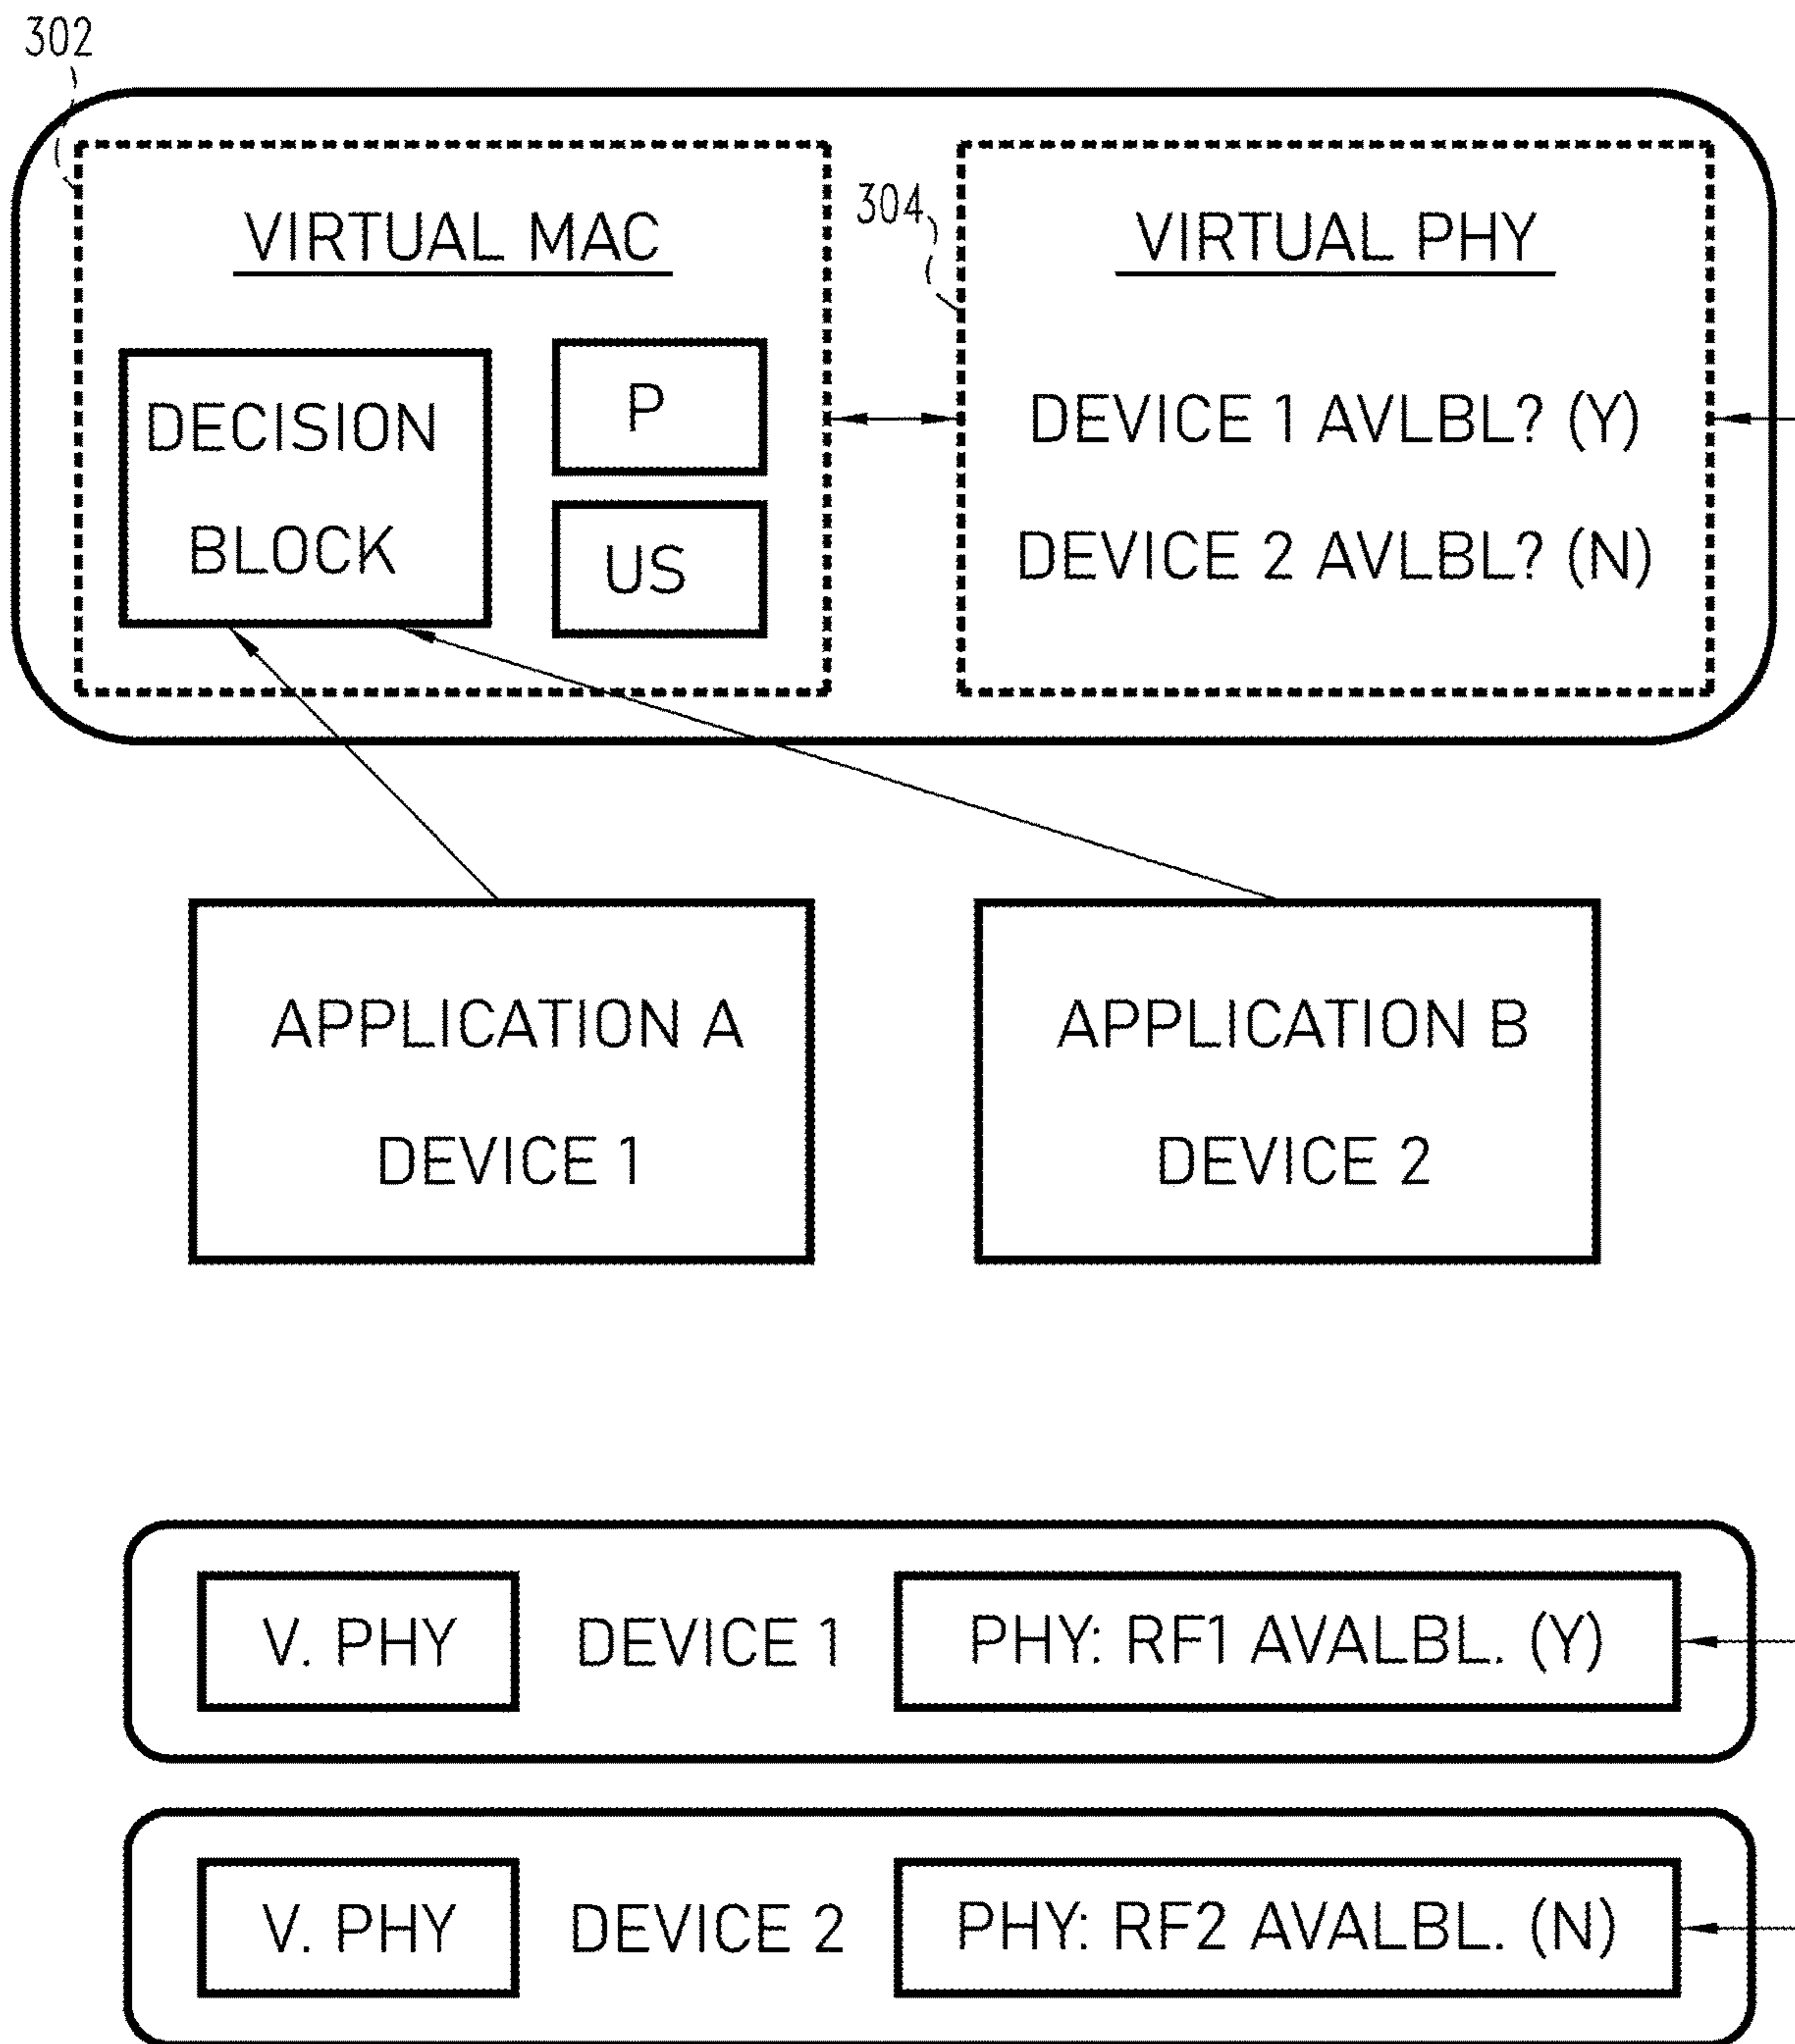 302
VIRTUAL MAC
DECISION
BLOCK
P
US
304
VIRTUAL PHY
DEVICE 1 AVLBL? (Y)
DEVICE 2 AVLBL? (N)
APPLICATION A
DEVICE 1
APPLICATION B
DEVICE 2
V. PHY
DEVICE 1
PHY: RF1 AVALBL. (Y)
V. PHY
DEVICE 2
PHY: RF2 AVALBL. (N)